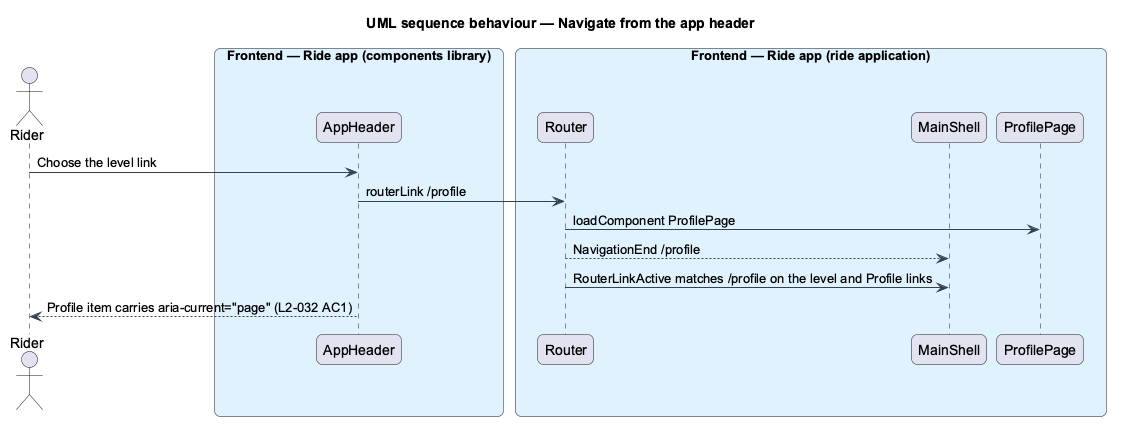 UML sequence behaviour — Navigate from the app header
Frontend — Ride app (components library)
Frontend — Ride app (ride application)
Rider
AppHeader
Router
MainShell
ProfilePage
Choose the level link
routerLink /profile
loadComponent ProfilePage
NavigationEnd /profile
RouterLinkActive matches /profile on the level and Profile links
Profile item carries aria-current="page" (L2-032 AC1)
Rider
AppHeader
Router
MainShell
ProfilePage